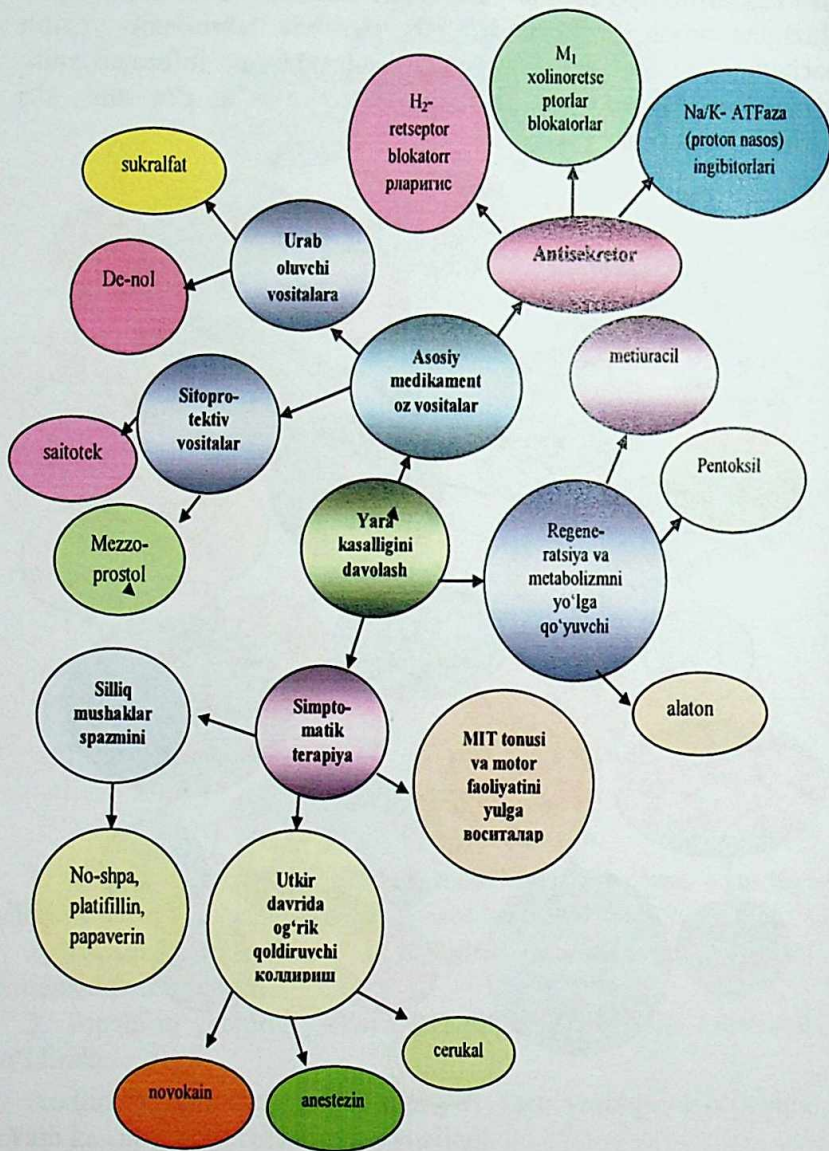 M₁
xolinoretse
ptorlar
blokatorlar
H₂-
retseptor
blokatorr
рларигис
Na/K- ATFaza
(proton nasos)
ingibitorlari
sukralfat
Urab
oluvchi
vositalara
Antisekretor
De-nol
Asosiy
medikament
oz vositalar
metiuracil
Sitopro-
tektiv
vositalar
saitotek
Pentoksil
Mezzo-
prostol
Yara
kasalligini
davolash
Regene-
ratsiya va
metabolizmni
yo‘lga
qo‘yuvchi
Silliq
mushaklar
spazmini
Simpto-
matik
terapiya
alaton
MIT tonusi
va motor
faoliyatini
yulga
воситалар
No-shpa,
platifillin,
papaverin
Utkir
davrida
og‘rik
qoldiruvchi
колдириш
cerukal
novokain
anestezin